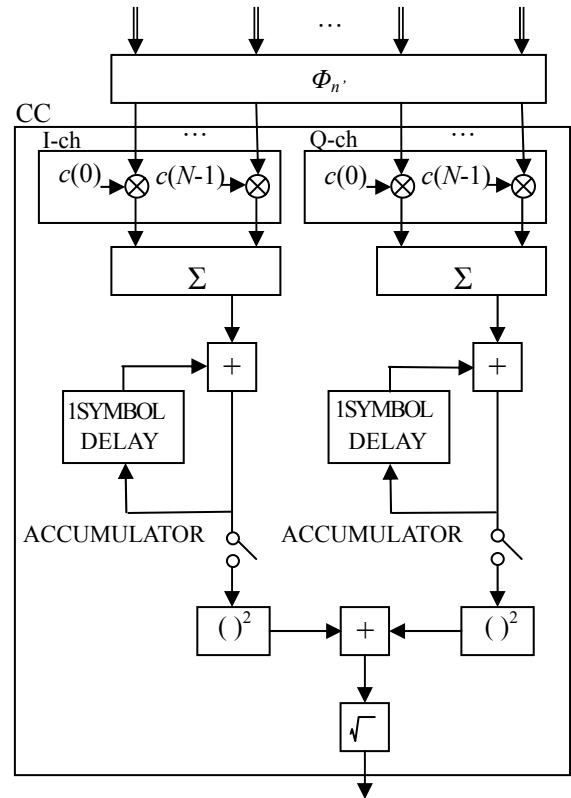 …
Φn’
CC
… …
I-ch Q-ch
c(0) c(N-1) c(0) c(N-1)
Σ Σ
+ +
1SYMBOL DELAY 1SYMBOL DELAY
ACCUMULATOR ACCUMULATOR
( )2 + ( )2
√